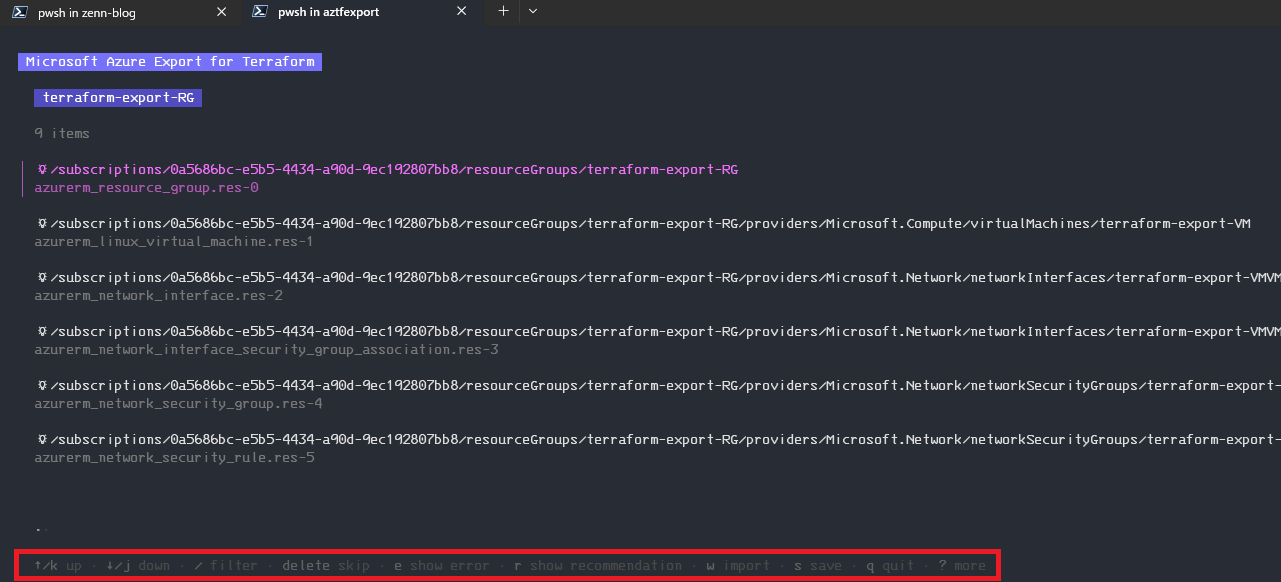 pwsh in zenn-blog
pwsh in aztfexport
Microsoft Azure Export for Terraform
terraform-export-RG
9 items
/subscriptions/0a5686bc-e5b5-4434-a90d-9ec192807bb8/resourceGroups/terraform-export-RG
azurerm_resource_group.res-0
/subscriptions/0a5686bc-e5b5-4434-a90d-9ec192807bb8/resourceGroups/terraform-export-RG/providers/Microsoft.Compute/virtualMachines/terraform-export-VM
azurerm_linux_virtual_machine.res-1
/subscriptions/0a5686bc-e5b5-4434-a90d-9ec192807bb8/resourceGroups/terraform-export-RG/providers/Microsoft.Network/networkInterfaces/terraform-export-VMVM
azurerm_network_interface.res-2
/subscriptions/0a5686bc-e5b5-4434-a90d-9ec192807bb8/resourceGroups/terraform-export-RG/providers/Microsoft.Network/networkInterfaces/terraform-export-VMVM
azurerm_network_interface_security_group_association.res-3
/subscriptions/0a5686bc-e5b5-4434-a90d-9ec192807bb8/resourceGroups/terraform-export-RG/providers/Microsoft.Network/networkSecurityGroups/terraform-export-
azurerm_network_security_group.res-4
/subscriptions/0a5686bc-e5b5-4434-a90d-9ec192807bb8/resourceGroups/terraform-export-RG/providers/Microsoft.Network/networkSecurityGroups/terraform-export-
azurerm_network_security_rule.res-5
↑/k up · ↓/j down · / filter · delete skip · e show error · r show recommendation · w import · s save · q quit · ? more